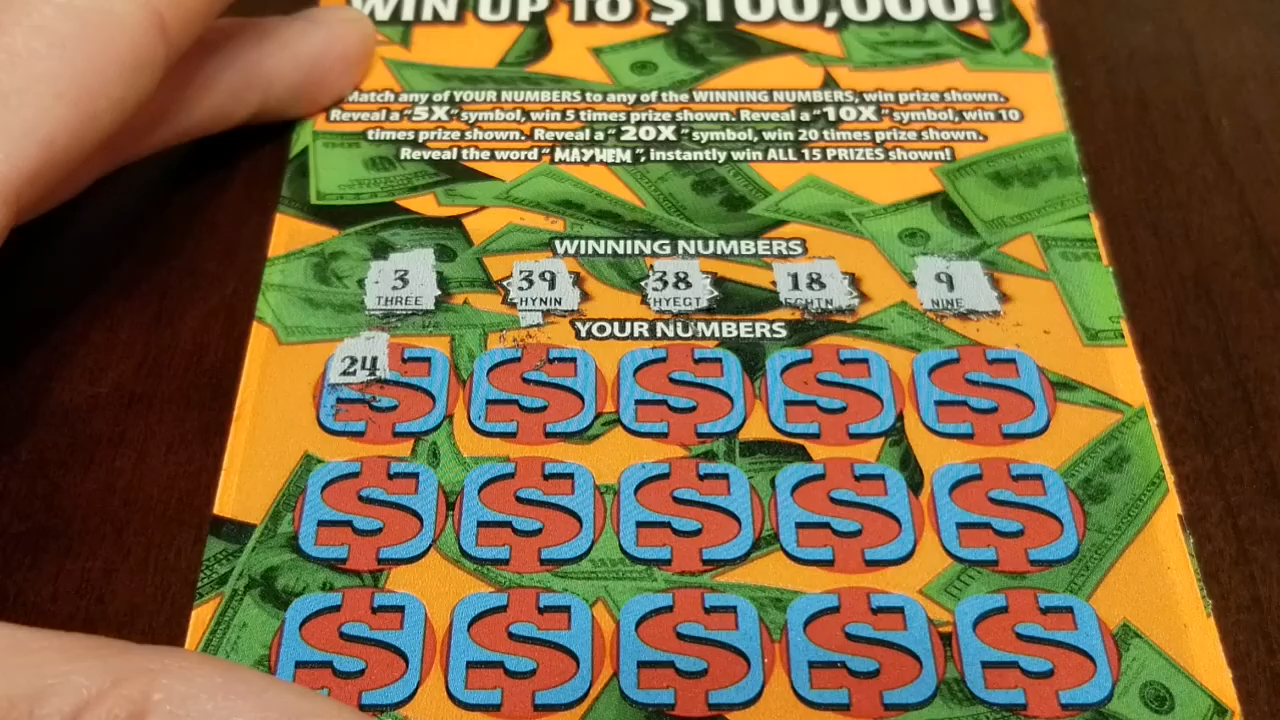 WIN UP TO $100,000!
Match any of YOUR NUMBERS to any of the WINNING NUMBERS, win prize shown.
Reveal a "5X" symbol, win 5 times prize shown. Reveal a "10X" symbol, win 10
times prize shown. Reveal a "20X" symbol, win 20 times prize shown.
Reveal the word "MAYHEM", instantly win ALL 15 PRIZES shown!
WINNING NUMBERS
3 39 38 18 9
THREE HYNIN HYEGT EGHTN NINE
YOUR NUMBERS
24 $ $ $ $ $
$ $ $ $ $
$ $ $ $ $